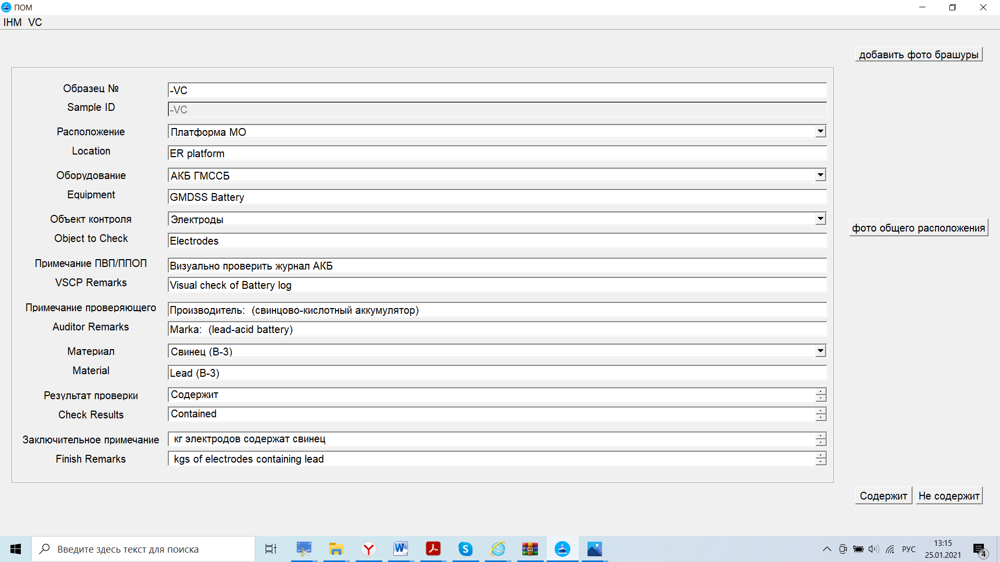 ПОМ
IHM VC
добавить фото брашуры
Образец № -VC
Sample ID -VC
Расположение Платформа МО
Location ER platform
Оборудование АКБ ГМССБ
Equipment GMDSS Battery
Объект контроля Электроды
Object to Check Electrodes
фото общего расположения
Примечание ПВП/ППОП Визуально проверить журнал АКБ
VSCP Remarks Visual check of Battery log
Примечание проверяющего Производитель: (свинцово-кислотный аккумулятор)
Auditor Remarks Marka: (lead-acid battery)
Материал Свинец (В-3)
Material Lead (B-3)
Результат проверки Содержит
Check Results Contained
Заключительное примечание кг электродов содержат свинец
Finish Remarks kgs of electrodes containing lead
Содержит Не содержит
Введите здесь текст для поиска
РУС
13:15
25.01.2021
4